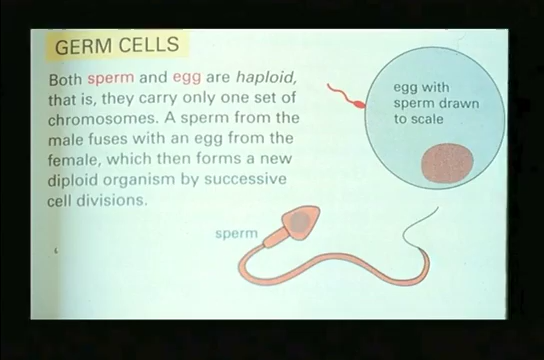 GERM CELLS
Both sperm and egg are haploid,
that is, they carry only one set of
chromosomes. A sperm from the
male fuses with an egg from the
female, which then forms a new
diploid organism by successive
cell divisions.
egg with
sperm drawn
to scale
sperm